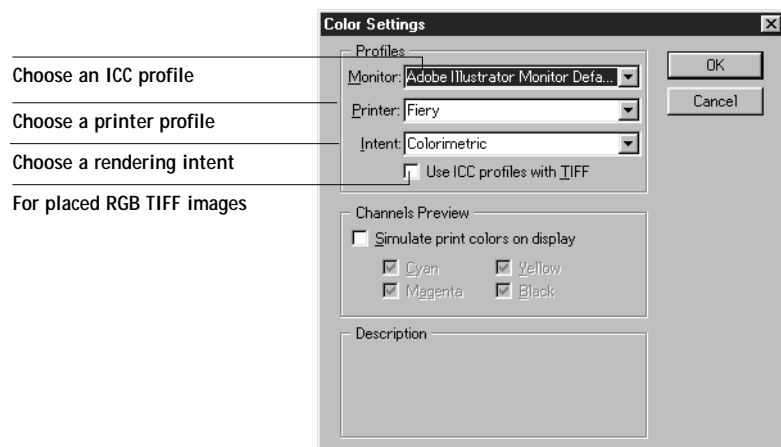 Color Settings
Profiles
Choose an ICC profile
Monitor: Adobe Illustrator Monitor Defa...
OK
Choose a printer profile
Printer: Fiery
Cancel
Choose a rendering intent
Intent: Colorimetric
For placed RGB TIFF images
Use ICC profiles with TIFF
Channels Preview
Simulate print colors on display
Cyan
Yellow
Magenta
Black
Description